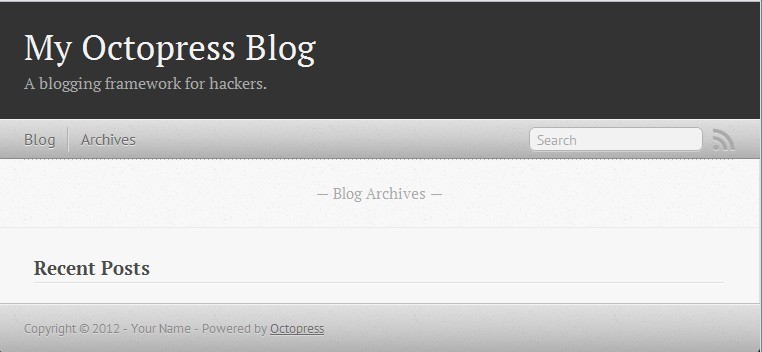 My Octopress Blog
A blogging framework for hackers.
Blog Archives Search
— Blog Archives —
Recent Posts
Copyright © 2012 - Your Name - Powered by Octopress